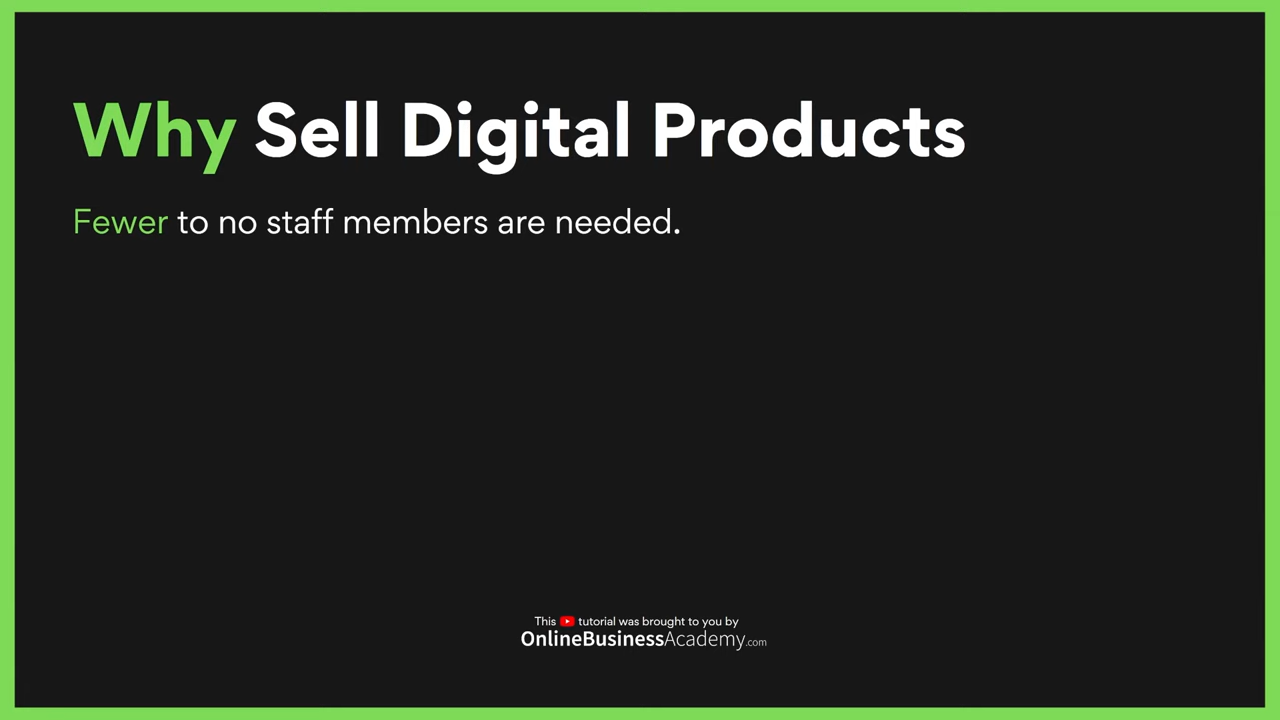 Why Sell Digital Products
Fewer to no staff members are needed.
This tutorial was brought to you by
OnlineBusinessAcademy.com